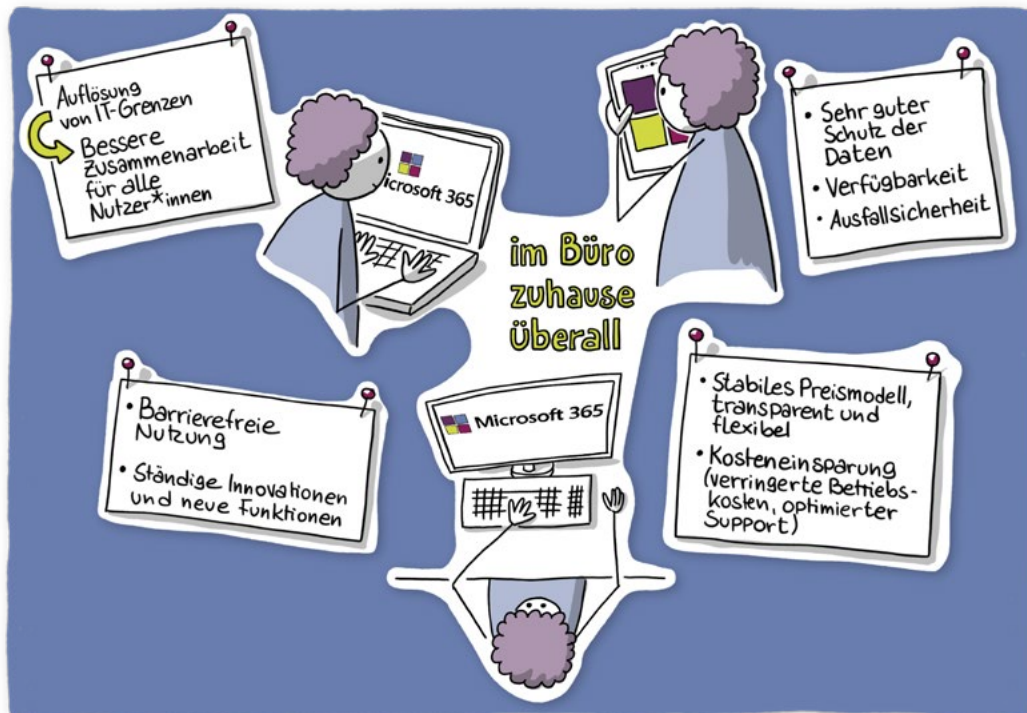 Auflösung
von IT-Grenzen
Bessere
Zusammenarbeit
für alle
Nutzer*innen
icrosoft 365
• Sehr guter
Schutz der
Daten
• Verfügbarkeit
• Ausfallsicherheit
im Büro
zuhause
überall
• Barrierefreie
Nutzung
• Ständige Innovationen
und neue Funktionen
Microsoft 365
• Stabiles Preismodell,
transparent und
flexibel
• Kosteneinsparung
(verringerte Betriebs-
kosten, optimierter
Support)